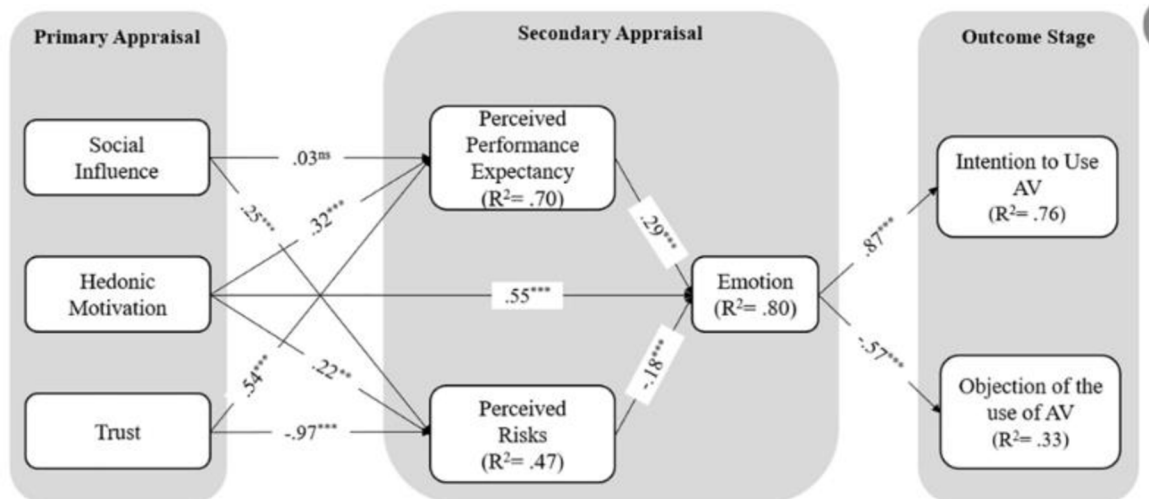 Primary Appraisal
Secondary Appraisal
Outcome Stage
Social
Influence
Hedonic
Motivation
Trust
.03ns
.25***
.32***
.54***
.22**
-.97***
Perceived
Performance
Expectancy
(R²= .70)
.55***
Perceived
Risks
(R²= .47)
.29***
-.18***
Emotion
(R²= .80)
.87***
-.57***
Intention to Use
AV
(R²= .76)
Objection of the
use of AV
(R²= .33)